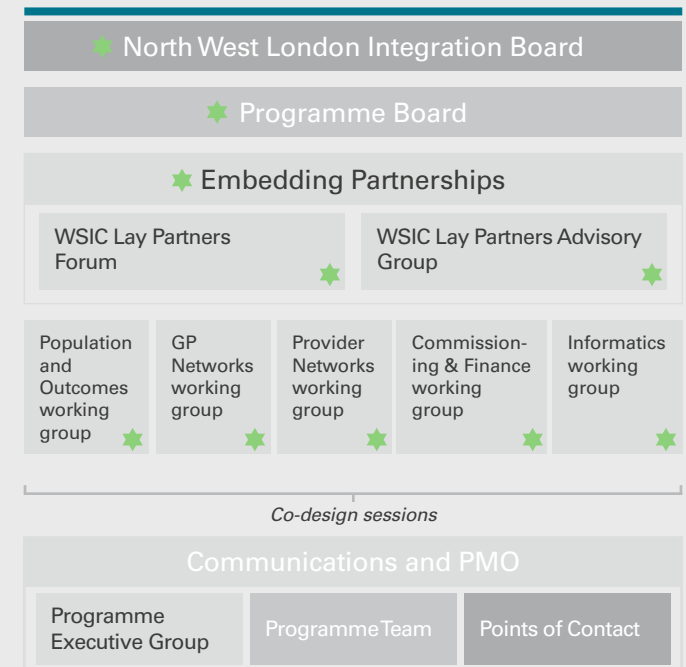 North West London Integration Board
Programme Board
Embedding Partnerships
WSIC Lay Partners
Forum
WSIC Lay Partners Advisory
Group
Population
and
Outcomes
working
group
GP
Networks
working
group
Provider
Networks
working
group
Commission-
ing & Finance
working
group
Informatics
working
group
Co-design sessions
Communications and PMO
Programme
Executive Group
Programme Team
Points of Contact